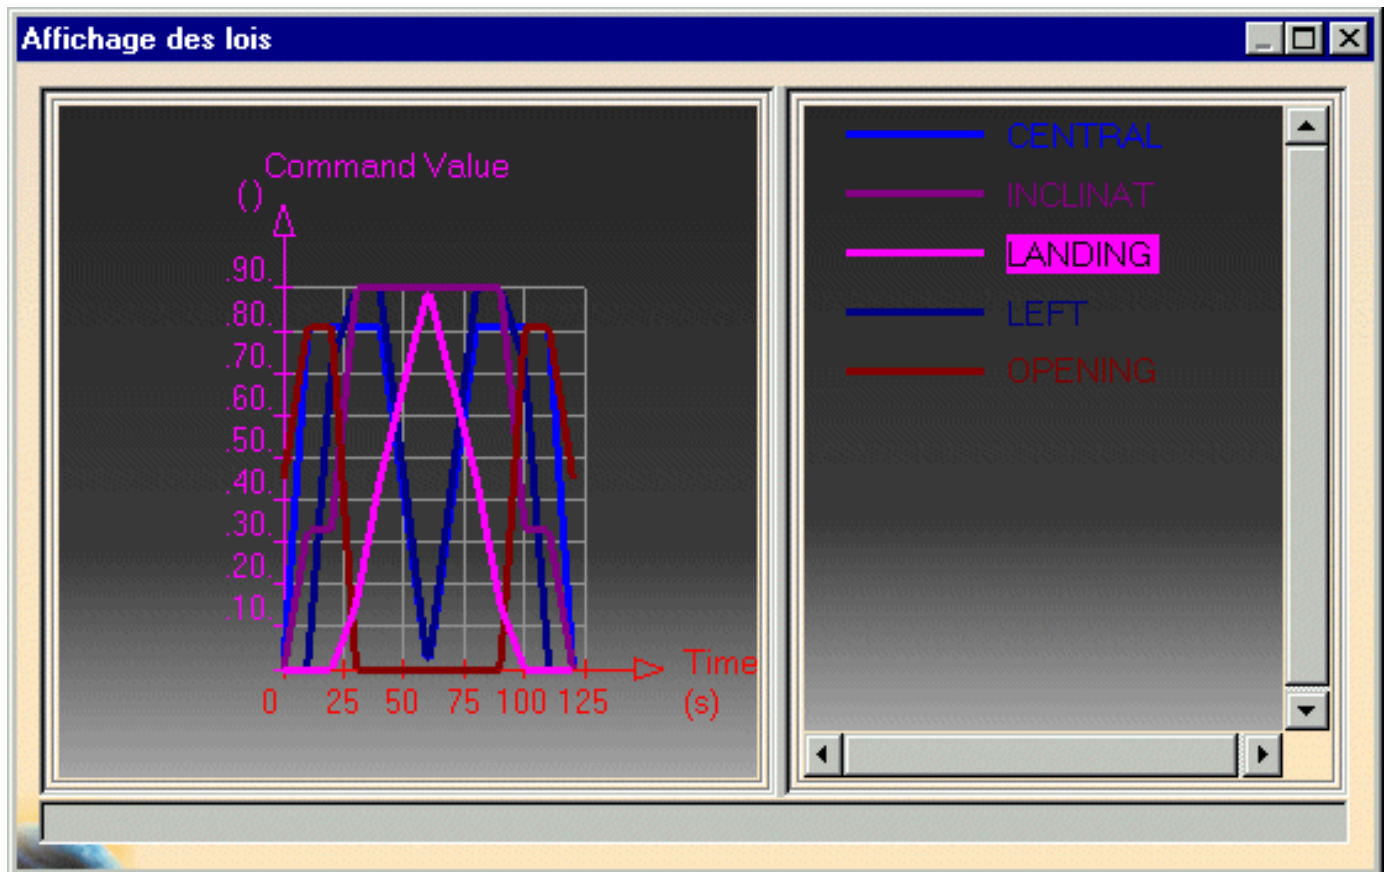 Affichage des lois
Command Value
()
.90.
.80.
.70.
.60.
.50.
.40.
.30.
.20.
.10.
0 25 50 75 100 125
Time
(s)
CENTRAL
INCLINAT
LANDING
LEFT
OPENING